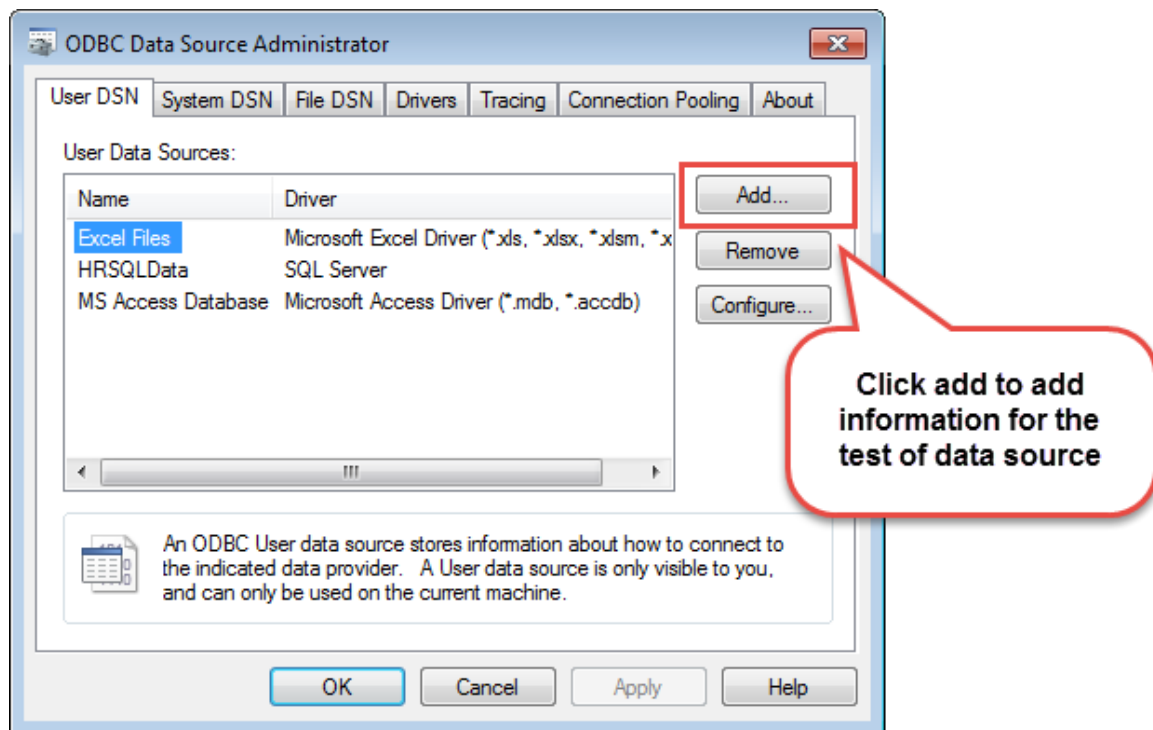 ODBC Data Source Administrator
User DSN System DSN File DSN Drivers Tracing Connection Pooling About
User Data Sources:
Name Driver
Excel Files Microsoft Excel Driver (*.xls, *.xlsx, *.xlsm, *.x
HRSQLData SQL Server
MS Access Database Microsoft Access Driver (*.mdb, *.accdb)
Add...
Remove
Configure...
Click add to add
information for the
test of data source
An ODBC User data source stores information about how to connect to
the indicated data provider. A User data source is only visible to you,
and can only be used on the current machine.
OK Cancel Apply Help